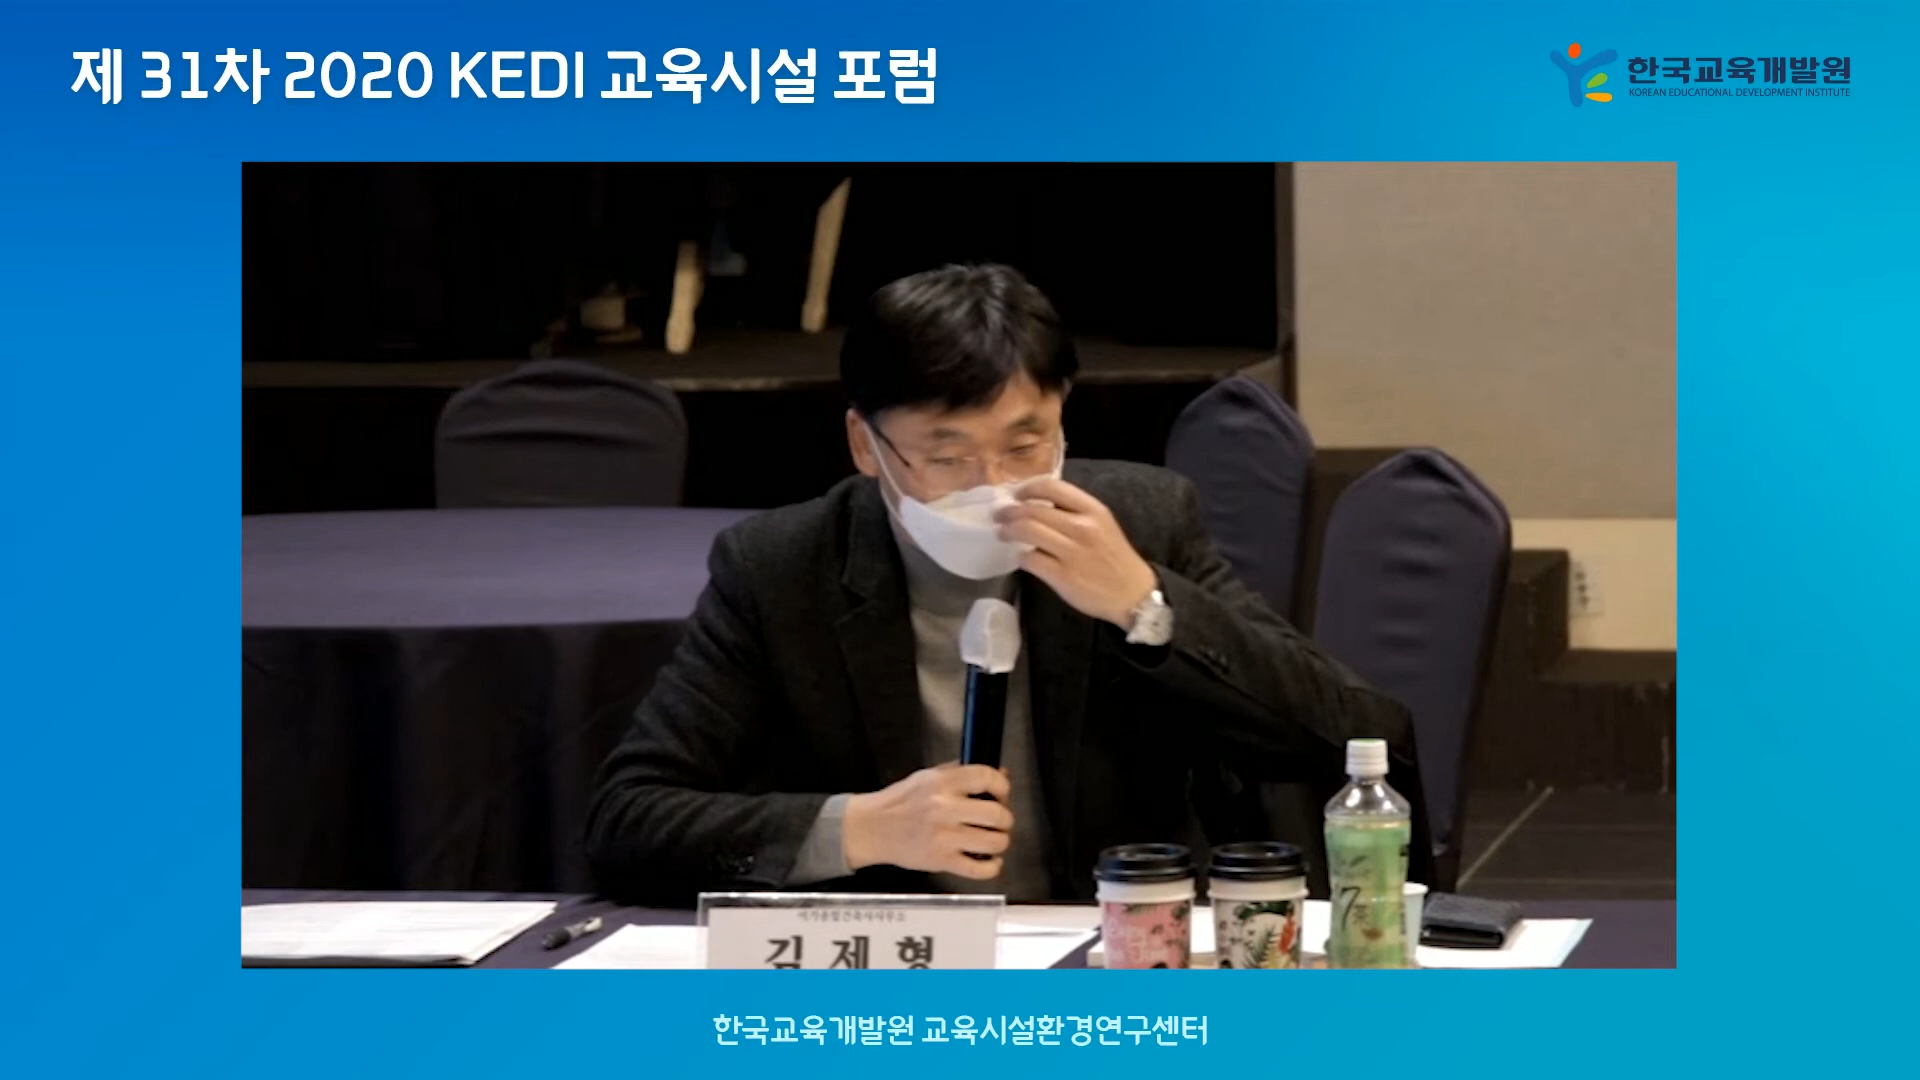 제 31차 2020 KEDI 교육시설 포럼
한국교육개발원
KOREAN EDUCATIONAL DEVELOPMENT INSTITUTE
김 제 형
7
한국교육개발원 교육시설환경연구센터